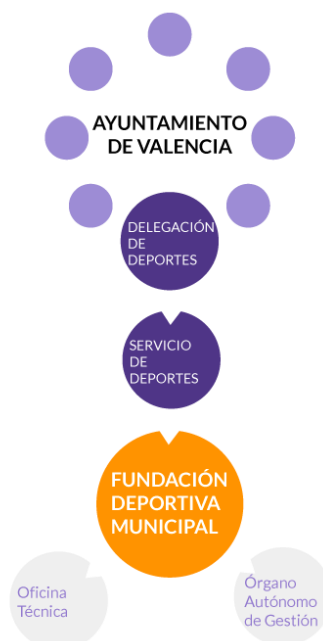 AYUNTAMIENTO
DE VALENCIA
DELEGACIÓN
DE
DEPORTES
SERVICIO
DE
DEPORTES
FUNDACIÓN
DEPORTIVA
MUNICIPAL
Oficina
Técnica
Órgano
Autónomo
de Gestión